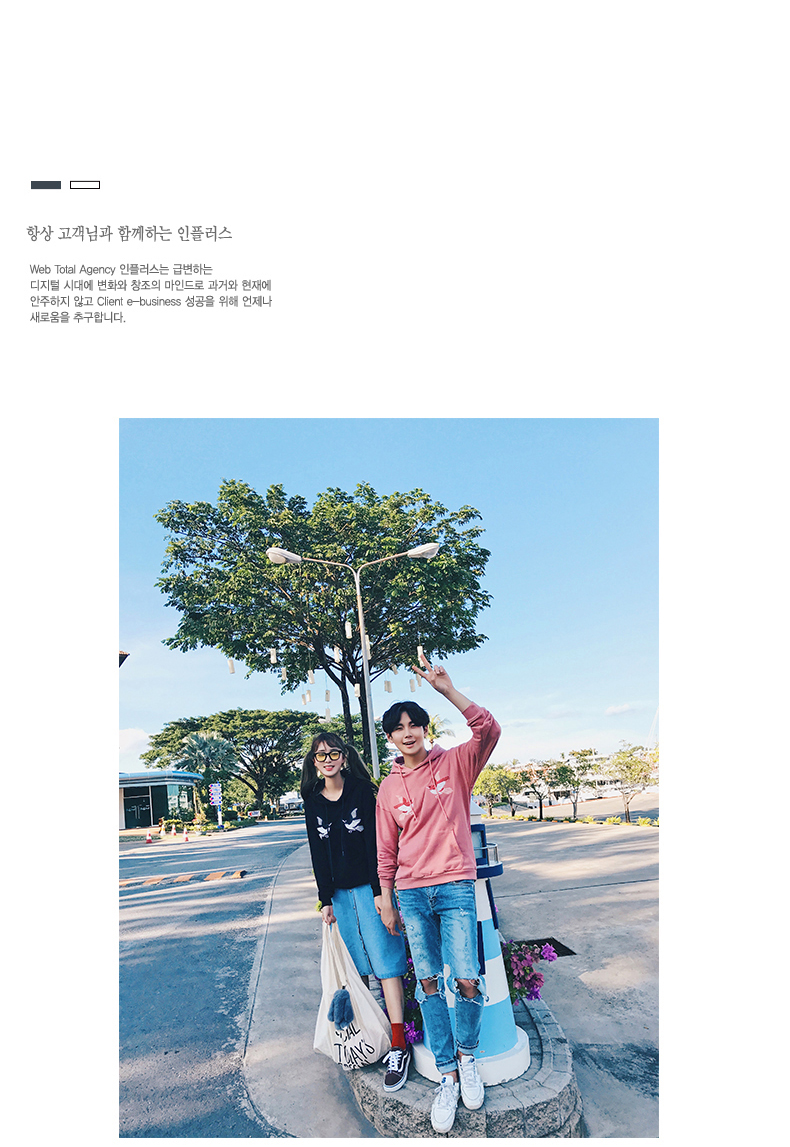 항상 고객님과 함께하는 인플러스
Web Total Agency 인플러스는 급변하는
디지털 시대에 변화와 창조의 마인드로 과거와 현재에
안주하지 않고 Client e-business 성공을 위해 언제나
새로움을 추구합니다.